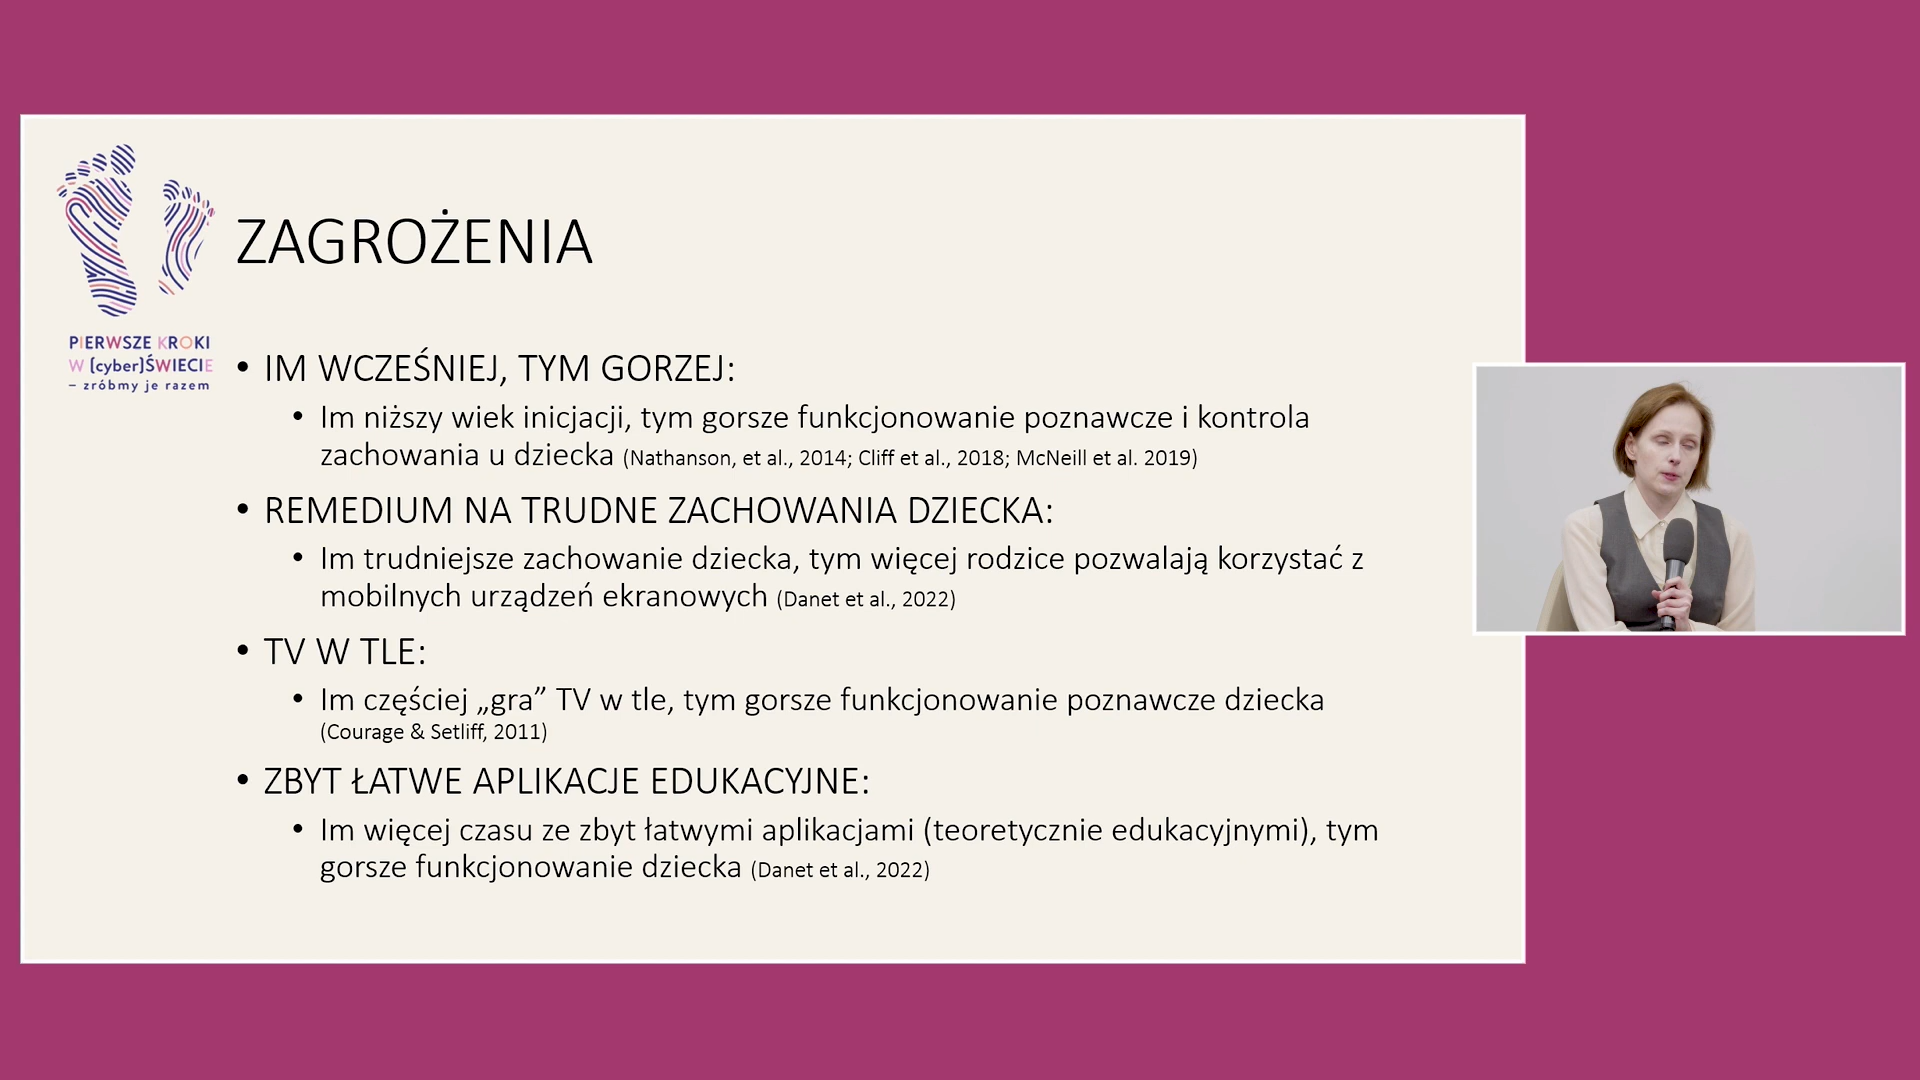 PIERWSZE KROKI
W [cyber]ŚWIECIE
– zróbmy je razem
ZAGROŻENIA
• IM WCZEŚNIEJ, TYM GORZEJ:
• Im niższy wiek inicjacji, tym gorsze funkcjonowanie poznawcze i kontrola
zachowania u dziecka (Nathanson, et al., 2014; Cliff et al., 2018; McNeill et al. 2019)
• REMEDIUM NA TRUDNE ZACHOWANIA DZIECKA:
• Im trudniejsze zachowanie dziecka, tym więcej rodzice pozwalają korzystać z
mobilnych urządzeń ekranowych (Danet et al., 2022)
• TV W TLE:
• Im częściej „gra” TV w tle, tym gorsze funkcjonowanie poznawcze dziecka
(Courage & Setliff, 2011)
• ZBYT ŁATWE APLIKACJE EDUKACYJNE:
• Im więcej czasu ze zbyt łatwymi aplikacjami (teoretycznie edukacyjnymi), tym
gorsze funkcjonowanie dziecka (Danet et al., 2022)